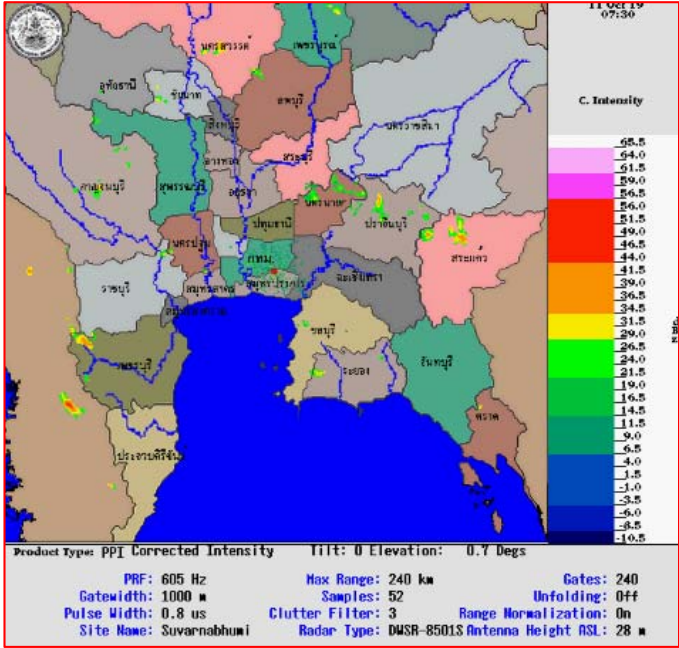 11 Oct 19
07:30
C. Intensity
นครสวรรค์
เพชรบูรณ์
อุทัยธานี
ชัยนาท
ลพบุรี
สิงห์บุรี
นครราชสีมา
อ่างทอง
สระบุรี
กาญจนบุรี
สุพรรณบุรี
อยุธยา
นครนายก
ปราจีนบุรี
ปทุมธานี
นครปฐม
กทม.
สระแก้ว
ราชบุรี
สมุทรสาคร
สมุทรปราการ
ฉะเชิงเทรา
สมุทรสงคราม
ชลบุรี
เพชรบุรี
ระยอง
จันทบุรี
ตราด
ประจวบคีรีขันธ์
65.5
64.0
61.5
59.0
56.5
56.0
51.5
49.0
46.5
44.0
41.5
39.0
36.5
34.0
31.5
29.0
26.5
24.0
21.5
19.0
16.5
14.5
11.5
9.0
6.5
4.0
1.5
-1.0
-3.5
-6.0
-8.5
-10.5
Product Type: PPI Corrected Intensity Tilt: 0 Elevation: 0.7 Degs
PRF: 605 Hz Max Range: 240 km Gates: 240
Gatewidth: 1000 m Samples: 52 Unfolding: Off
Pulse Width: 0.8 us Clutter Filter: 3 Range Normalization: On
Site Name: Suvarnabhumi Radar Type: DWSR-8501S Antenna Height ASL: 28 m